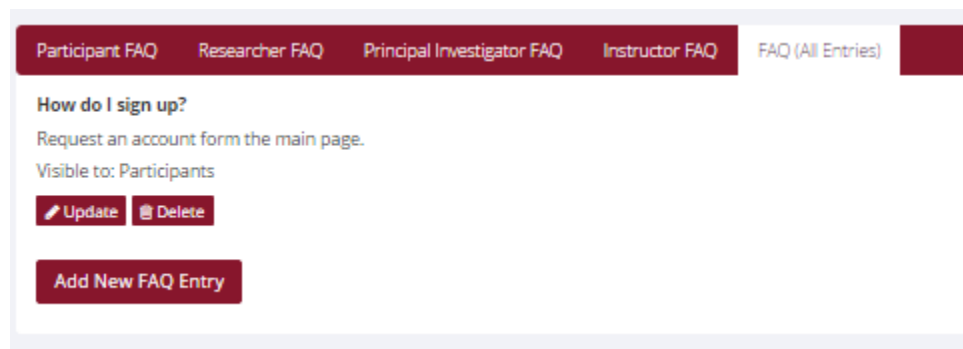 Participant FAQ Researcher FAQ Principal Investigator FAQ Instructor FAQ FAQ (All Entries)
How do I sign up?
Request an account form the main page.
Visible to: Participants
Update Delete
Add New FAQ Entry